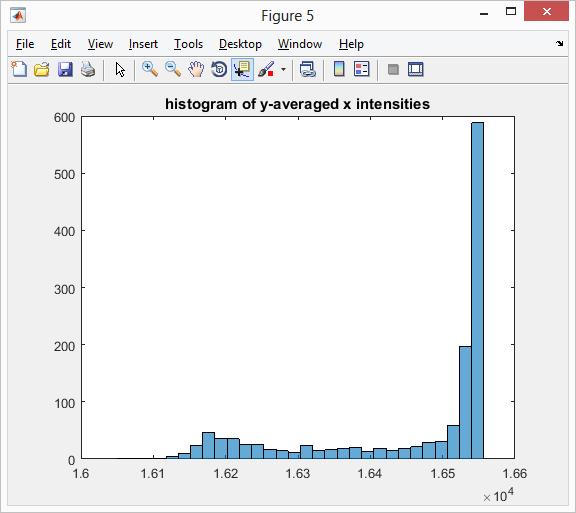 Figure 5
File Edit View Insert Tools Desktop Window Help
histogram of y-averaged x intensities
600
500
400
300
200
100
0
1.6 1.61 1.62 1.63 1.64 1.65 1.66
×10⁴